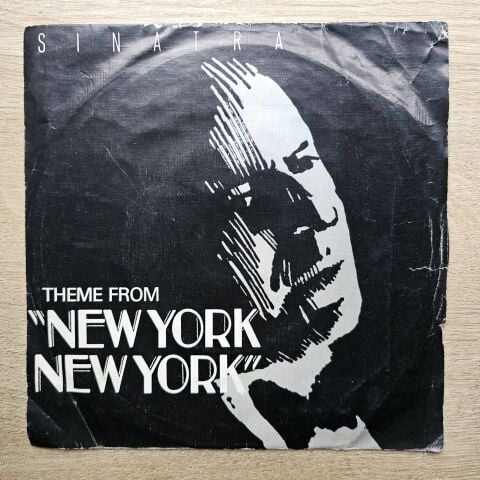 SINATRA
THEME FROM
"NEW YORK
NEW YORK"